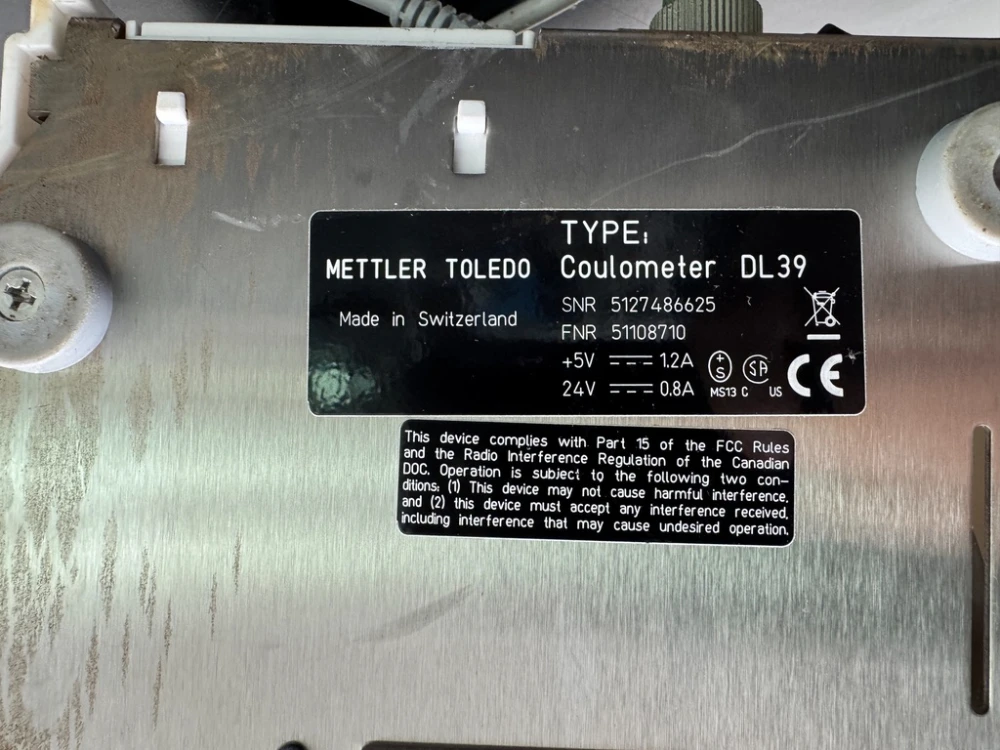 TYPE:
METTLER TOLEDO Coulometer DL39
Made in Switzerland
SNR 5127486625
FNR 51108710
+5V 1.2A
24V 0.8A
+S
MS13 C SA US
CE
This device complies with Part 15 of the FCC Rules
and the Radio Interference Regulation of the Canadian
DOC. Operation is subject to the following two con-
ditions: (1) This device may not cause harmful interference,
and (2) this device must accept any interference received,
including interference that may cause undesired operation.